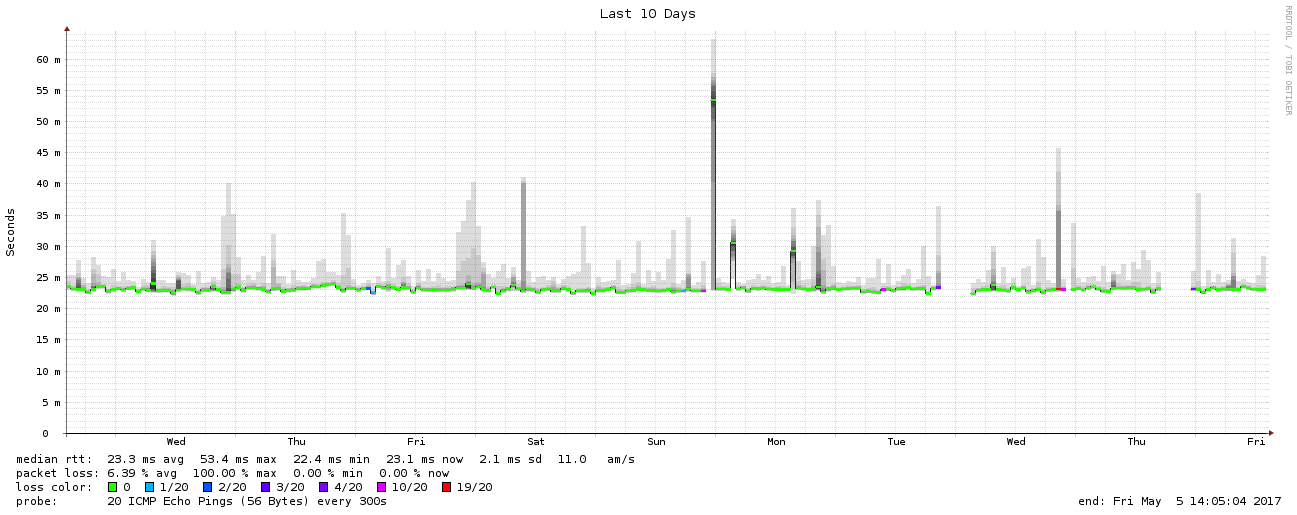 Last 10 Days
RRDTOOL / TOBI OETIKER
Seconds
60 m
55 m
50 m
45 m
40 m
35 m
30 m
25 m
20 m
15 m
10 m
5 m
0
Wed Thu Fri Sat Sun Mon Tue Wed Thu Fri
median rtt: 23.3 ms avg 53.4 ms max 22.4 ms min 23.1 ms now 2.1 ms sd 11.0 am/s
packet loss: 6.39 % avg 100.00 % max 0.00 % min 0.00 % now
loss color: 0 1/20 2/20 3/20 4/20 10/20 19/20
probe: 20 ICMP Echo Pings (56 Bytes) every 300s end: Fri May 5 14:05:04 2017